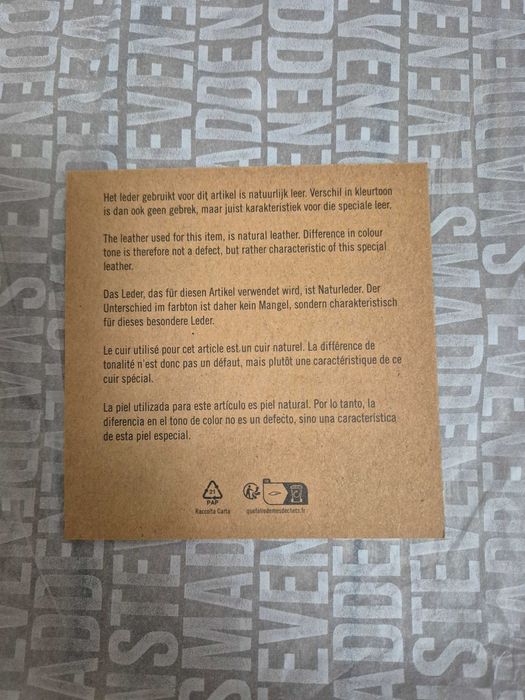 Het leder gebruikt voor dit artikel is natuurlijk leer. Verschil in kleurtoon
is dan ook geen gebrek, maar juist karakteristiek voor die speciale leer.
The leather used for this item, is natural leather. Difference in colour
tone is therefore not a defect, but rather characteristic of this special
leather.
Das Leder, das für diesen Artikel verwendet wird, ist Naturleder. Der
Unterschied im farbton ist daher kein Mangel, sondern charakteristisch
für dieses besondere Leder.
Le cuir utilisé pour cet article est un cuir naturel. La différence de
tonalité n'est donc pas un défaut, mais plutôt une caractéristique de ce
cuir spécial.
La piel utilizada para este artículo es piel natural. Por lo tanto, la
diferencia en el tono de color no es un defecto, sino una característica
de esta piel especial.
21
PAP
Raccolta Carta
quefairedemesdechets.fr
STEVE MADDEN